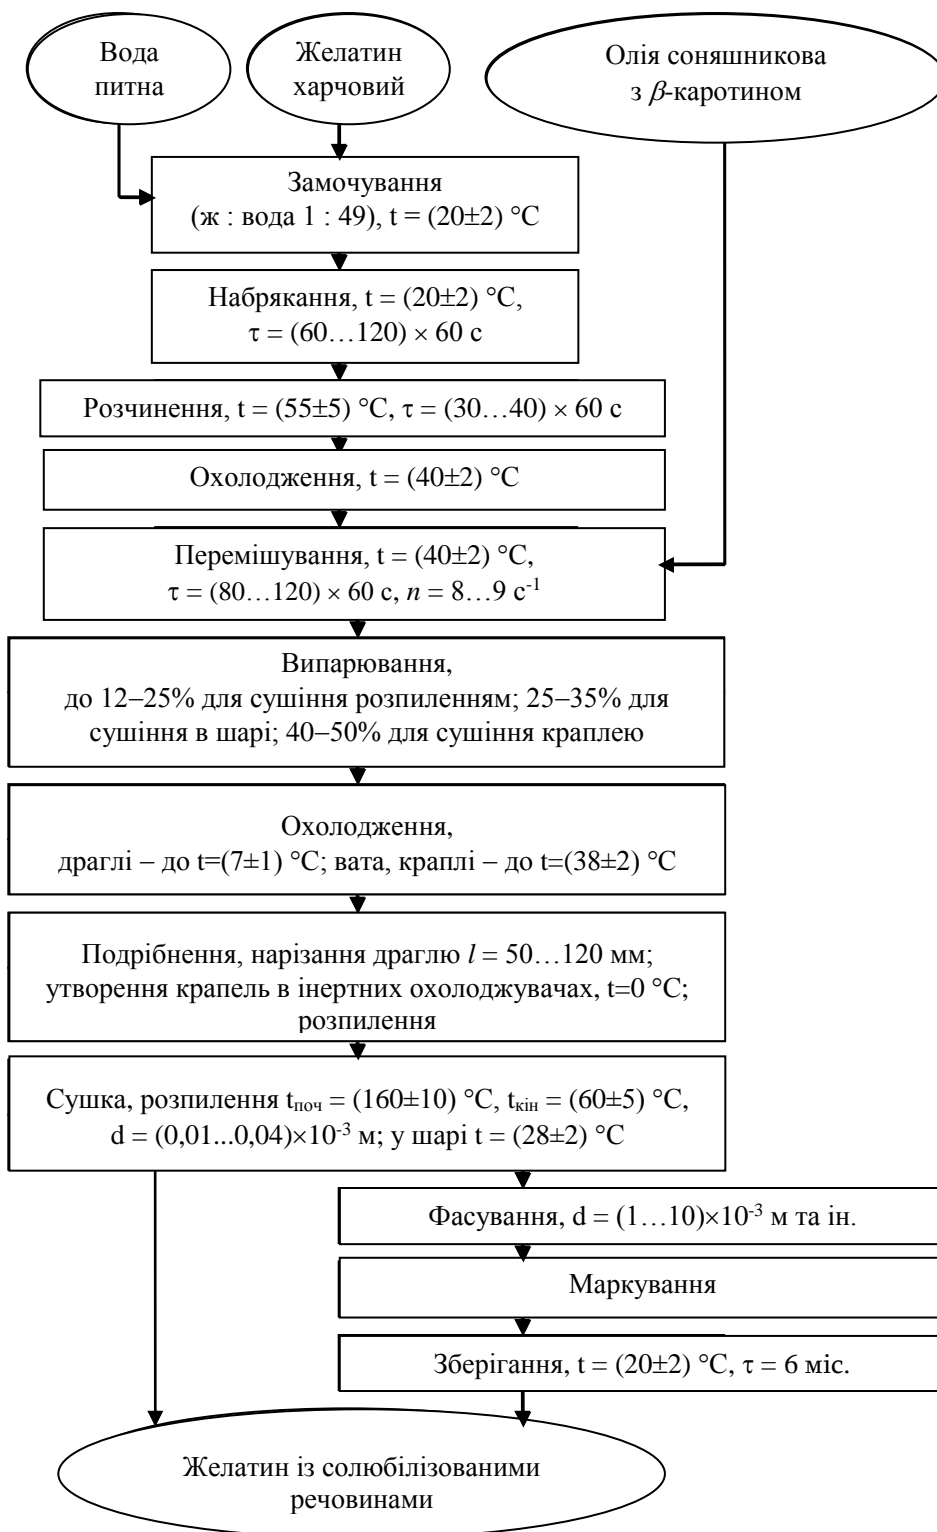 Вода
питна
Желатин
харчовий
Олія соняшникова
з β-каротином
Замочування
(ж : вода 1 : 49), t = (20±2) °С
Набрякання, t = (20±2) °С,
τ = (60…120) × 60 с
Розчинення, t = (55±5) °С, τ = (30…40) × 60 с
Охолодження, t = (40±2) °С
Перемішування, t = (40±2) °С,
τ = (80…120) × 60 с, n = 8…9 с⁻¹
Випарювання,
до 12–25% для сушіння розпиленням; 25–35% для
сушіння в шарі; 40–50% для сушіння краплею
Охолодження,
драглі – до t=(7±1) °С; вата, краплі – до t=(38±2) °С
Подрібнення, нарізання драглю l = 50…120 мм;
утворення крапель в інертних охолоджувачах, t=0 °С;
розпилення
Сушка, розпилення tпоч = (160±10) °С, tкін = (60±5) °С,
d = (0,01...0,04)×10⁻³ м; у шарі t = (28±2) °С
Фасування, d = (1…10)×10⁻³ м та ін.
Маркування
Зберігання, t = (20±2) °С, τ = 6 міс.
Желатин із солюбілізованими
речовинами